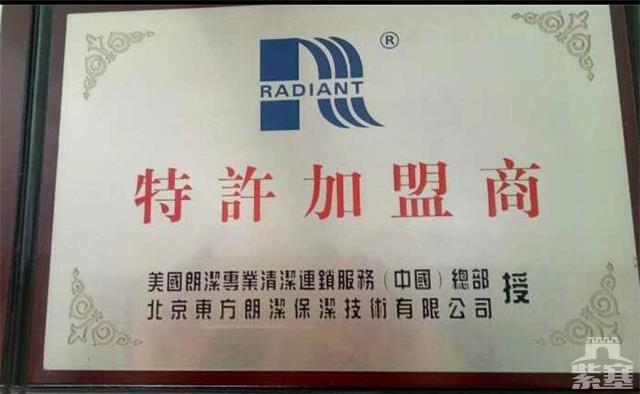 ®
RADIANT
特許加盟商
美國朗潔專業清潔連鎖服務(中國)總部
北京東方朗潔保潔技術有限公司
授
紫塞